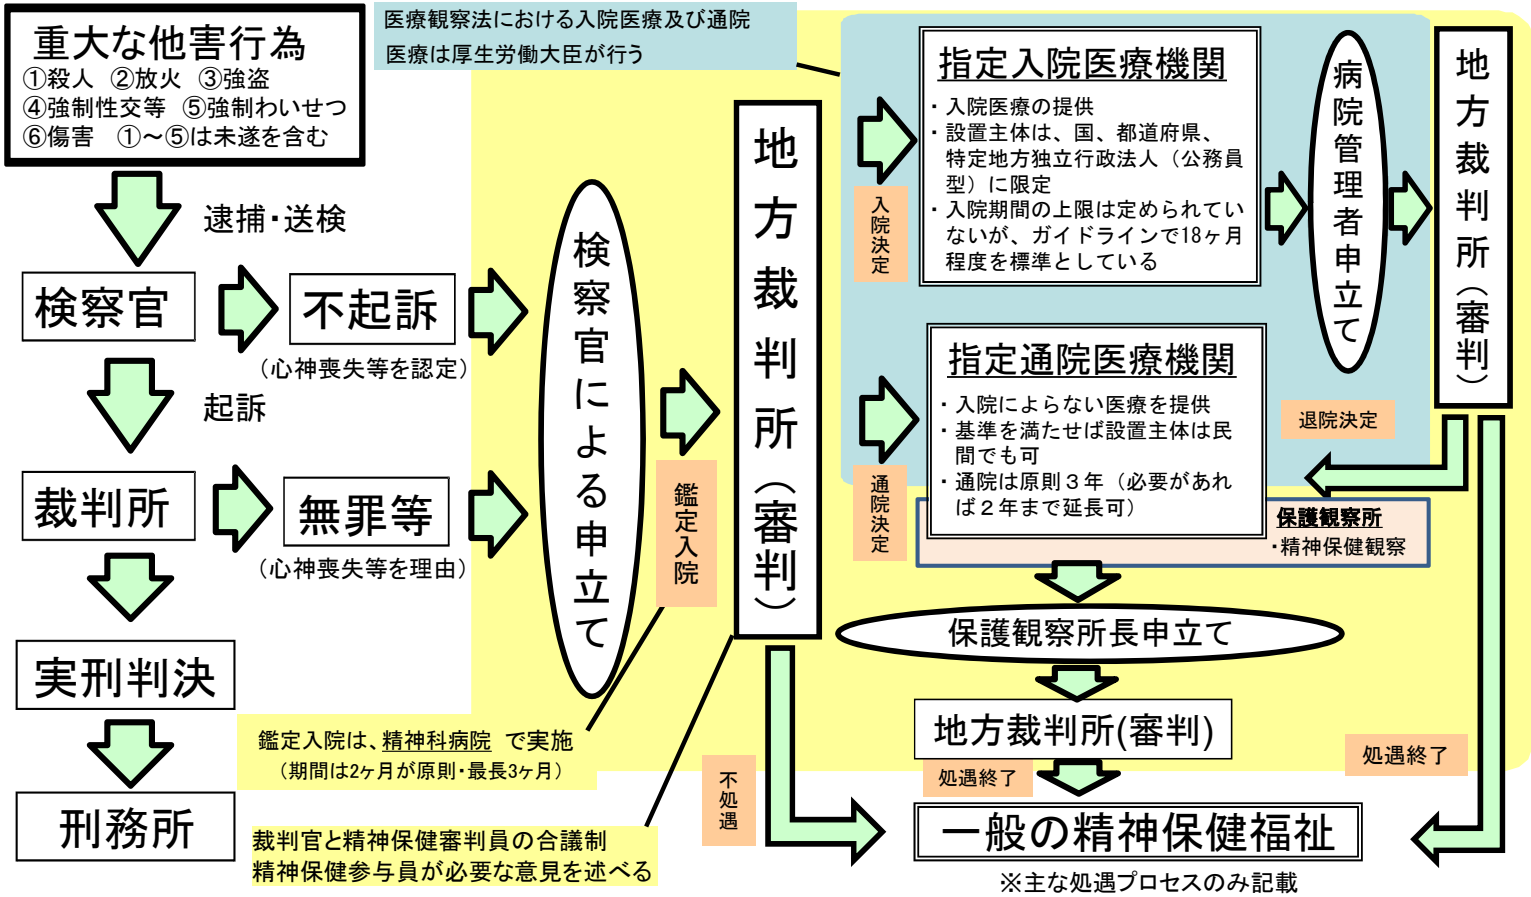 重大な他害行為
①殺人 ②放火 ③強盗
④強制性交等 ⑤強制わいせつ
⑥傷害 ①～⑤は未遂を含む
逮捕・送検
検察官
不起訴
(心神喪失等を認定)
起訴
裁判所
無罪等
(心神喪失等を理由)
実刑判決
刑務所
医療観察法における入院医療及び通院
医療は厚生労働大臣が行う
検察官による申立て
鑑定入院
鑑定入院は、精神科病院 で実施
（期間は2ヶ月が原則・最長3ヶ月）
地方裁判所（審判）
裁判官と精神保健審判員の合議制
精神保健参与員が必要な意見を述べる
入院決定
指定入院医療機関
・入院医療の提供
・設置主体は、国、都道府県、
特定地方独立行政法人（公務員
型）に限定
・入院期間の上限は定められてい
ないが、ガイドラインで18ヶ月
程度を標準としている
病院管理者申立て
地方裁判所（審判）
退院決定
通院決定
指定通院医療機関
・入院によらない医療を提供
・基準を満たせば設置主体は民
間でも可
・通院は原則３年（必要があれ
ば２年まで延長可）
保護観察所
・精神保健観察
保護観察所長申立て
地方裁判所(審判)
処遇終了
処遇終了
不処遇
一般の精神保健福祉
※主な処遇プロセスのみ記載